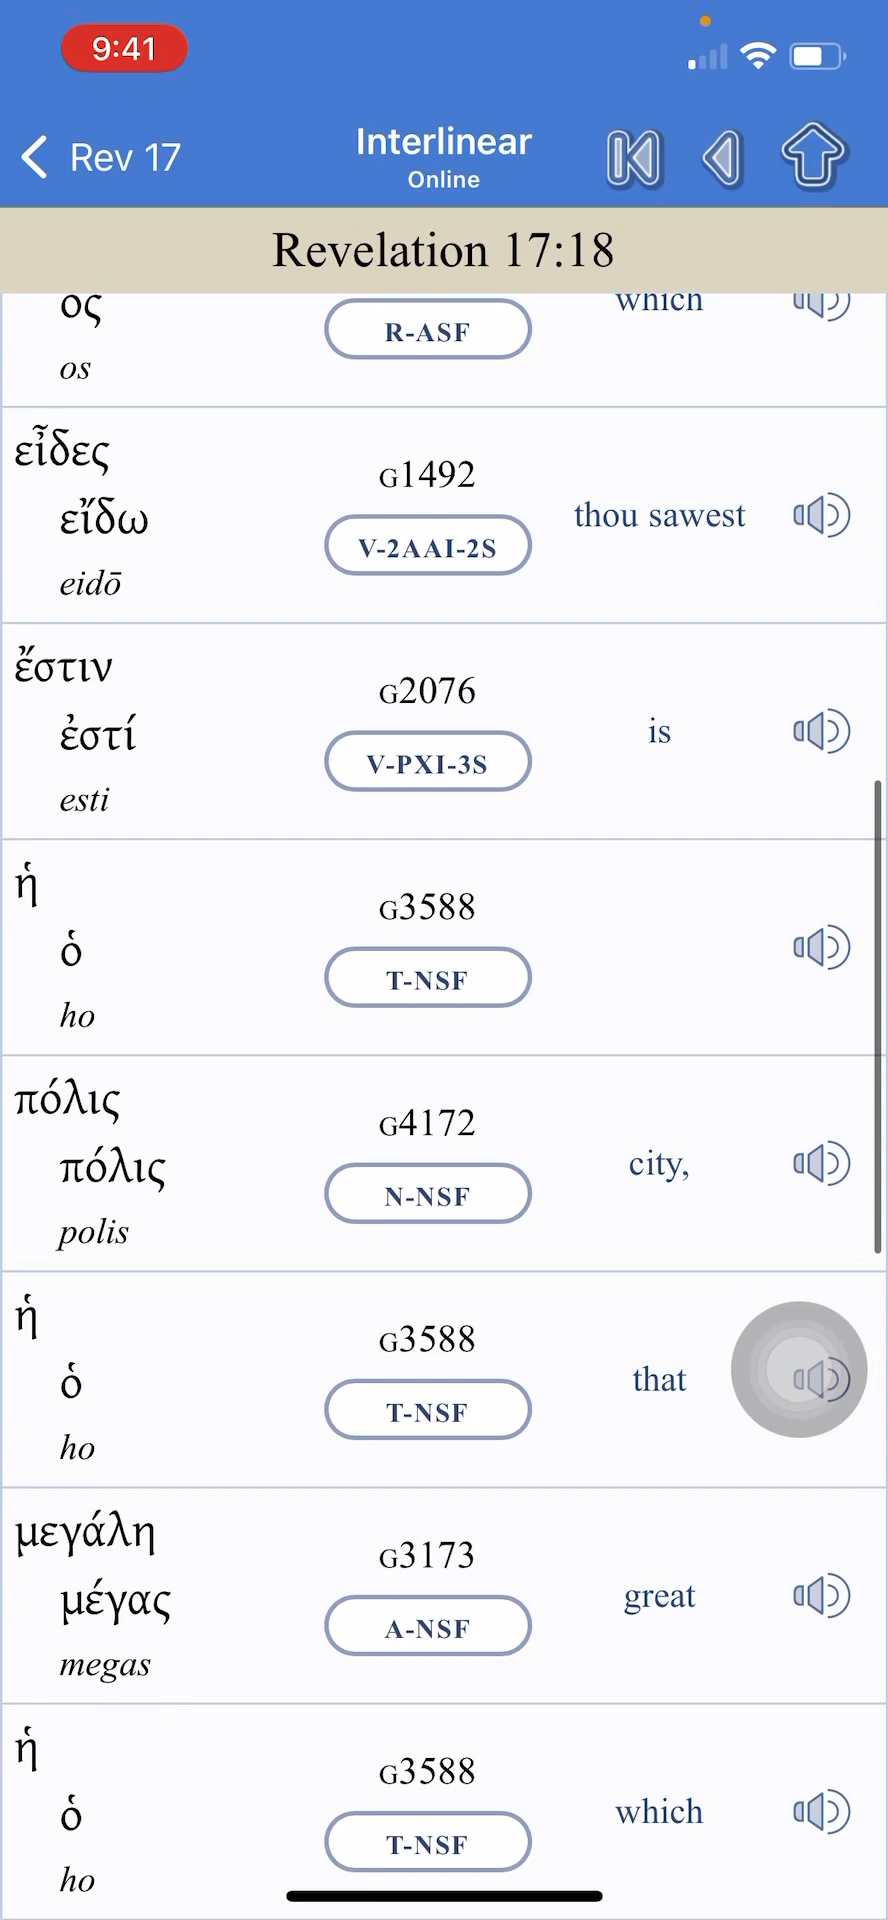 9:41
Rev 17
Interlinear
Online
Revelation 17:18
ὅς
R-ASF
which
os
εἶδες
G1492
εἴδω
V-2AAI-2S
thou sawest
eidō
ἔστιν
G2076
ἐστί
V-PXI-3S
is
esti
ἡ
G3588
ὁ
T-NSF
ho
πόλις
G4172
πόλις
N-NSF
city,
polis
ἡ
G3588
ὁ
T-NSF
that
ho
μεγάλη
G3173
μέγας
A-NSF
great
megas
ἡ
G3588
ὁ
T-NSF
which
ho